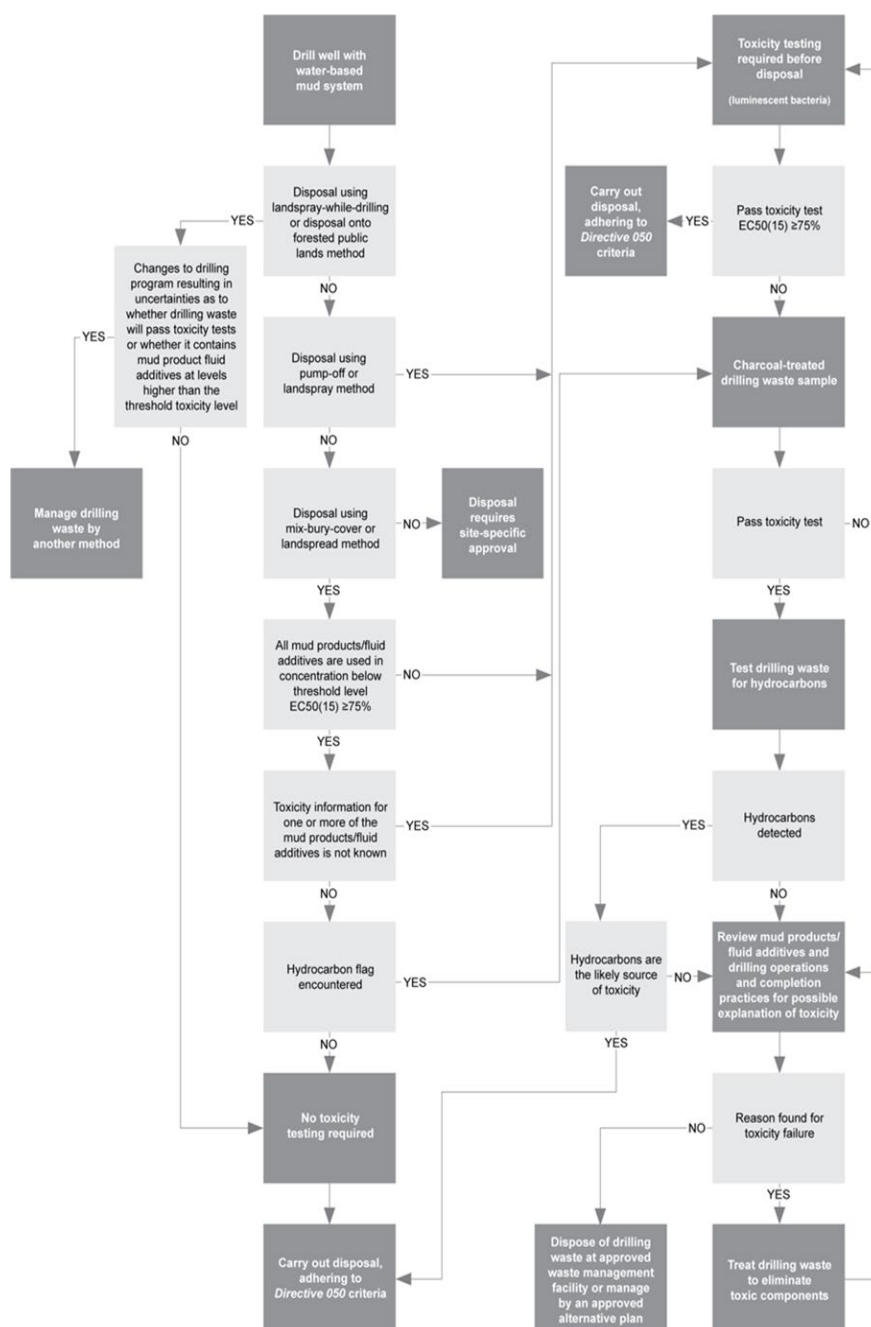 Drill well with
water-based
mud system
Disposal using
landspray-while-drilling
or disposal onto
forested public
lands method
YES
NO
Changes to drilling
program resulting in
uncertainties as to
whether drilling waste
will pass toxicity tests
or whether it contains
mud product fluid
additives at levels
higher than the
threshold toxicity level
YES
NO
Manage drilling
waste by
another method
Disposal using
pump-off or
landspray method
YES
NO
Disposal using
mix-bury-cover or
landspread method
NO
YES
Disposal
requires
site-specific
approval
All mud products/fluid
additives are used in
concentration below
threshold level
EC50(15) ≥75%
NO
YES
Toxicity information for
one or more of the
mud products/fluid
additives is not known
YES
NO
Hydrocarbon flag
encountered
YES
NO
No toxicity
testing required
Carry out disposal,
adhering to
Directive 050 criteria
Toxicity testing
required before
disposal
(luminescent bacteria)
Pass toxicity test
EC50(15) ≥75%
YES
NO
Carry out
disposal,
adhering to
Directive 050
criteria
Charcoal-treated
drilling waste sample
Pass toxicity test
NO
YES
Test drilling waste
for hydrocarbons
Hydrocarbons
detected
YES
NO
Hydrocarbons are
the likely source
of toxicity
NO
YES
Review mud products/
fluid additives and
drilling operations
and completion
practices for possible
explanation of toxicity
Reason found for
toxicity failure
NO
YES
Dispose of drilling
waste at approved
waste management
facility or manage
by an approved
alternative plan
Treat drilling waste
to eliminate
toxic components